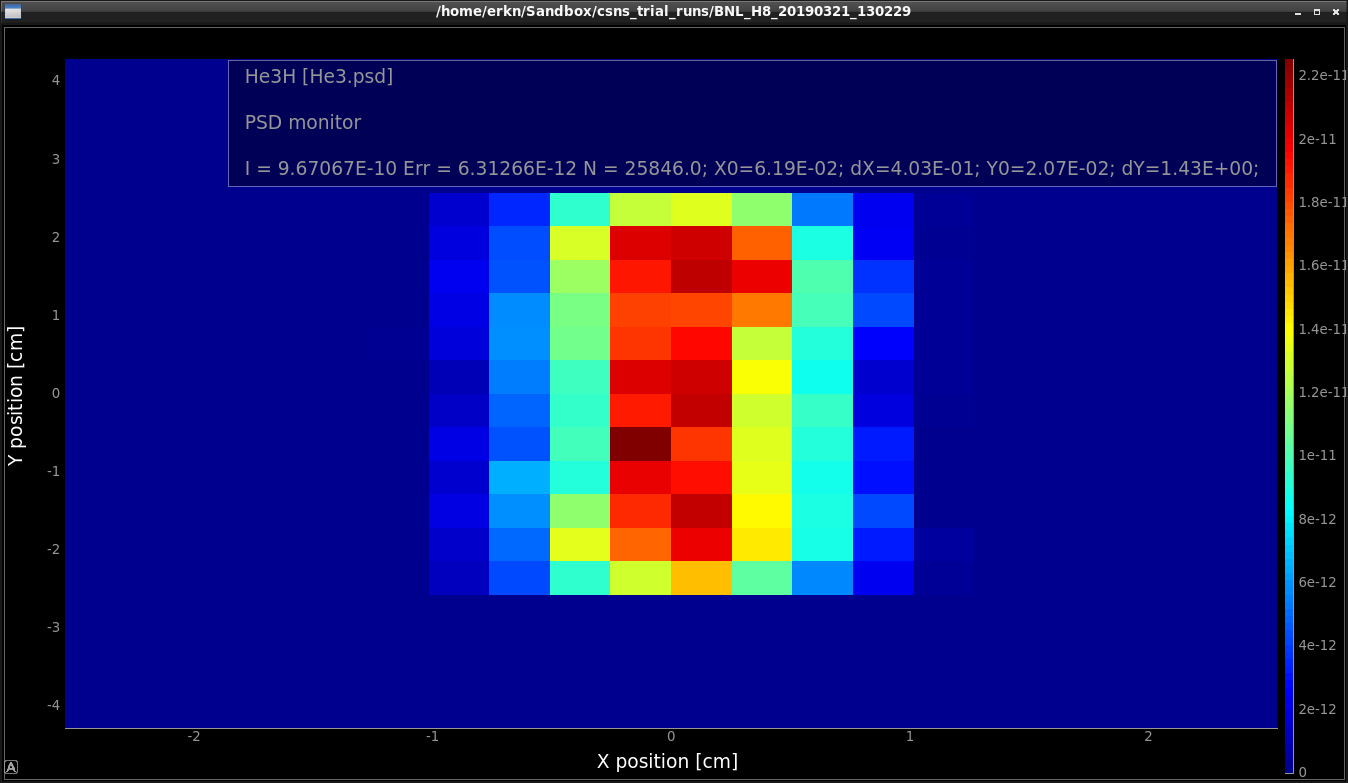 /home/erkn/Sandbox/csns_trial_runs/BNL_H8_20190321_130229
He3H [He3.psd]
PSD monitor
I = 9.67067E-10 Err = 6.31266E-12 N = 25846.0; X0=6.19E-02; dX=4.03E-01; Y0=2.07E-02; dY=1.43E+00;
4
3
2
1
0
-1
-2
-3
-4
Y position [cm]
-2
-1
0
1
2
X position [cm]
2.2e-11
2e-11
1.8e-11
1.6e-11
1.4e-11
1.2e-11
1e-11
8e-12
6e-12
4e-12
2e-12
0
A